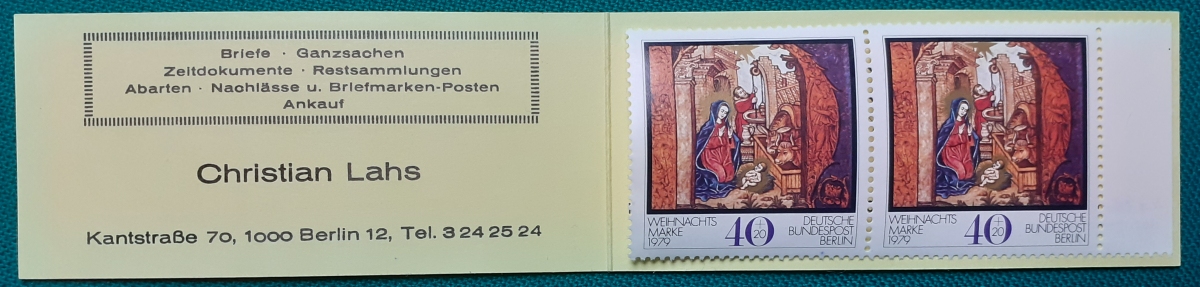 Briefe · Ganzsachen
Zeitdokumente · Restsammlungen
Abarten · Nachlässe u. Briefmarken-Posten
Ankauf
Christian Lahs
Kantstraße 70, 1000 Berlin 12, Tel. 3 24 25 24
WEIHNACHTS
MARKE
1979
40
+
20
DEUTSCHE
BUNDESPOST
BERLIN
WEIHNACHTS
MARKE
1979
40
+
20
DEUTSCHE
BUNDESPOST
BERLIN